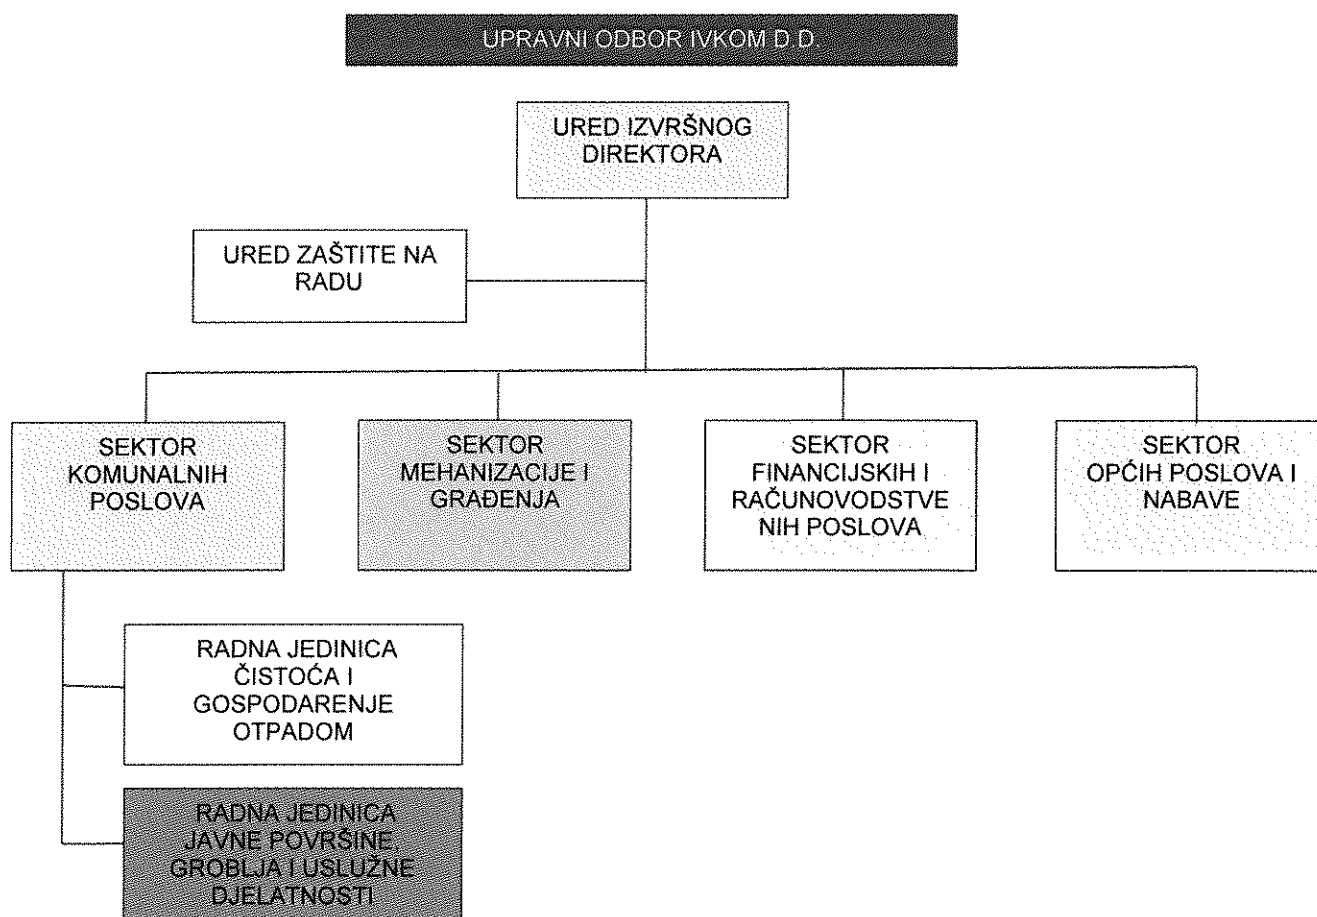 UPRAVNI ODBOR IVKOM D.D.
URED IZVRŠNOG
DIREKTORA
URED ZAŠTITE NA
RADU
SEKTOR
KOMUNALNIH
POSLOVA
SEKTOR
MEHANIZACIJE I
GRAĐENJA
SEKTOR
FINANCIJSKIH I
RAČUNOVODSTVE
NIH POSLOVA
SEKTOR
OPĆIH POSLOVA I
NABAVE
RADNA JEDINICA
ČISTOĆA I
GOSPODARENJE
OTPADOM
RADNA JEDINICA
JAVNE POVRŠINE,
GROBLJA I USLUŽNE
DJELATNOSTI